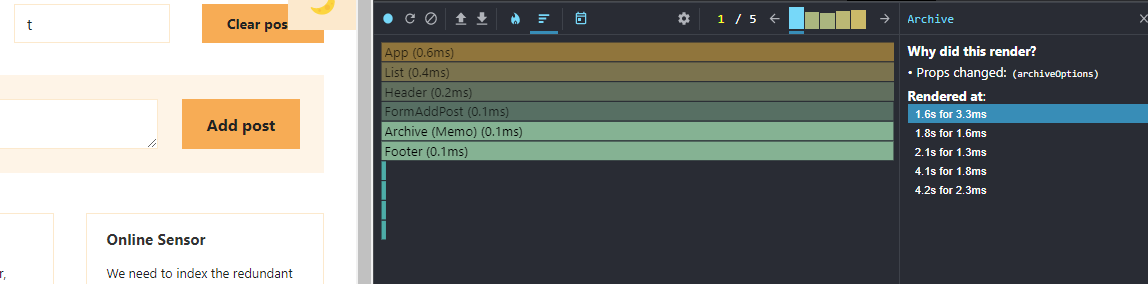 t
Clear pos
Add post
Online Sensor
r,
We need to index the redundant
1 / 5
App (0.6ms)
List (0.4ms)
Header (0.2ms)
FormAddPost (0.1ms)
Archive (Memo) (0.1ms)
Footer (0.1ms)
Archive
Why did this render?
• Props changed: (archiveOptions)
Rendered at:
1.6s for 3.3ms
1.8s for 1.6ms
2.1s for 1.3ms
4.1s for 1.8ms
4.2s for 2.3ms